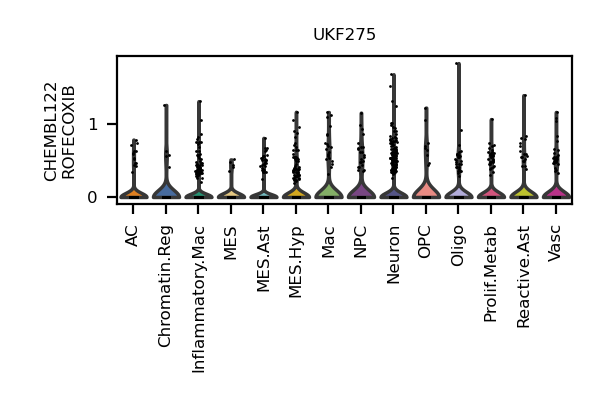 UKF275
CHEMBL122
ROFECOXIB
1
0
AC
Chromatin.Reg
Inflammatory.Mac
MES
MES.Ast
MES.Hyp
Mac
NPC
Neuron
OPC
Oligo
Prolif.Metab
Reactive.Ast
Vasc